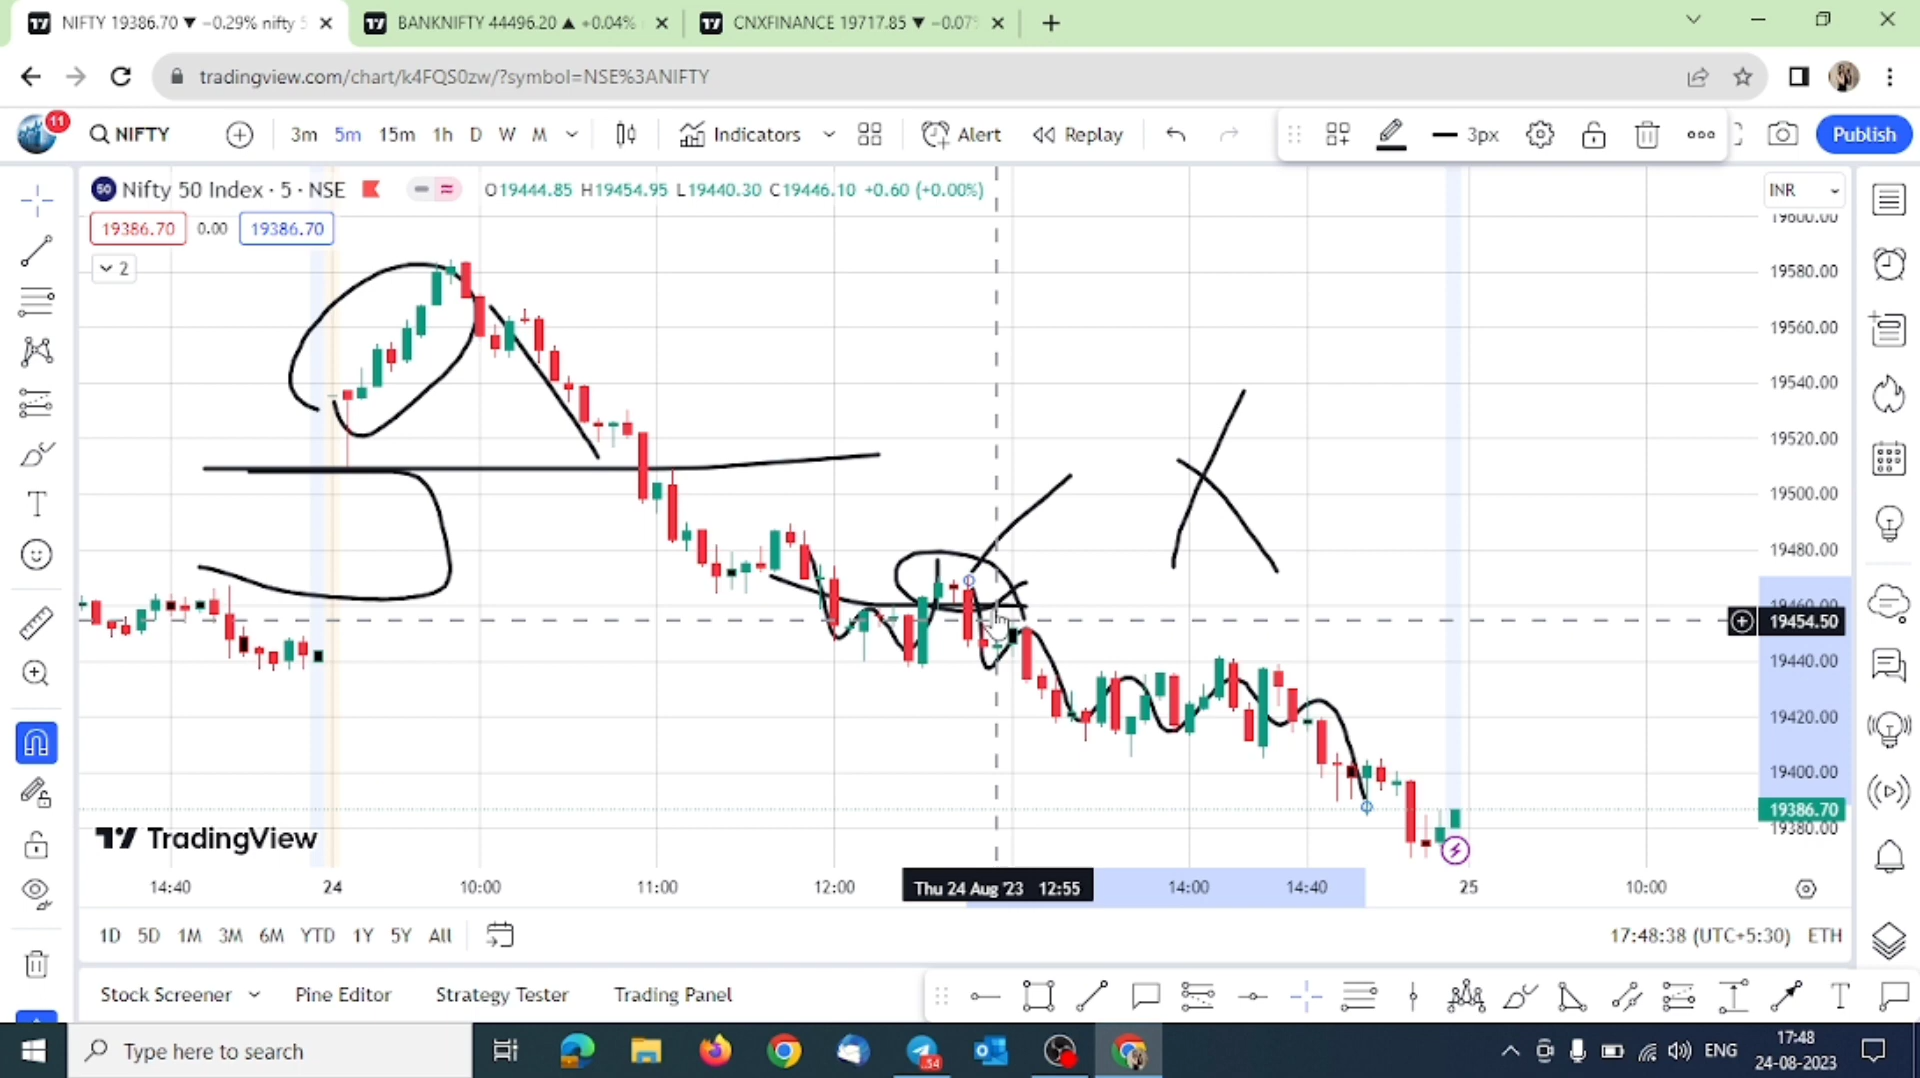 NIFTY 19386.70 ▼ −0.29% nifty 5
BANKNIFTY 44496.20 ▲ +0.04%
CNXFINANCE 19717.85 ▼ −0.07%
tradingview.com/chart/k4FQS0zw/?symbol=NSE%3ANIFTY
11
NIFTY
3m 5m 15m 1h D W M
Indicators
Alert
Replay
3px
Publish
50 Nifty 50 Index · 5 · NSE
O19444.85 H19454.95 L19440.30 C19446.10 +0.60 (+0.00%)
INR
19386.70 0.00 19386.70
2
19600.00
19580.00
19560.00
19540.00
19520.00
19500.00
19480.00
19460.00
19454.50
19440.00
19420.00
19400.00
19386.70
19380.00
TradingView
14:40 24 10:00 11:00 12:00 Thu 24 Aug '23 12:55 14:00 14:40 25 10:00
1D 5D 1M 3M 6M YTD 1Y 5Y All
17:48:38 (UTC+5:30) ETH
Stock Screener Pine Editor Strategy Tester Trading Panel
Type here to search
54
ENG
17:48
24-08-2023